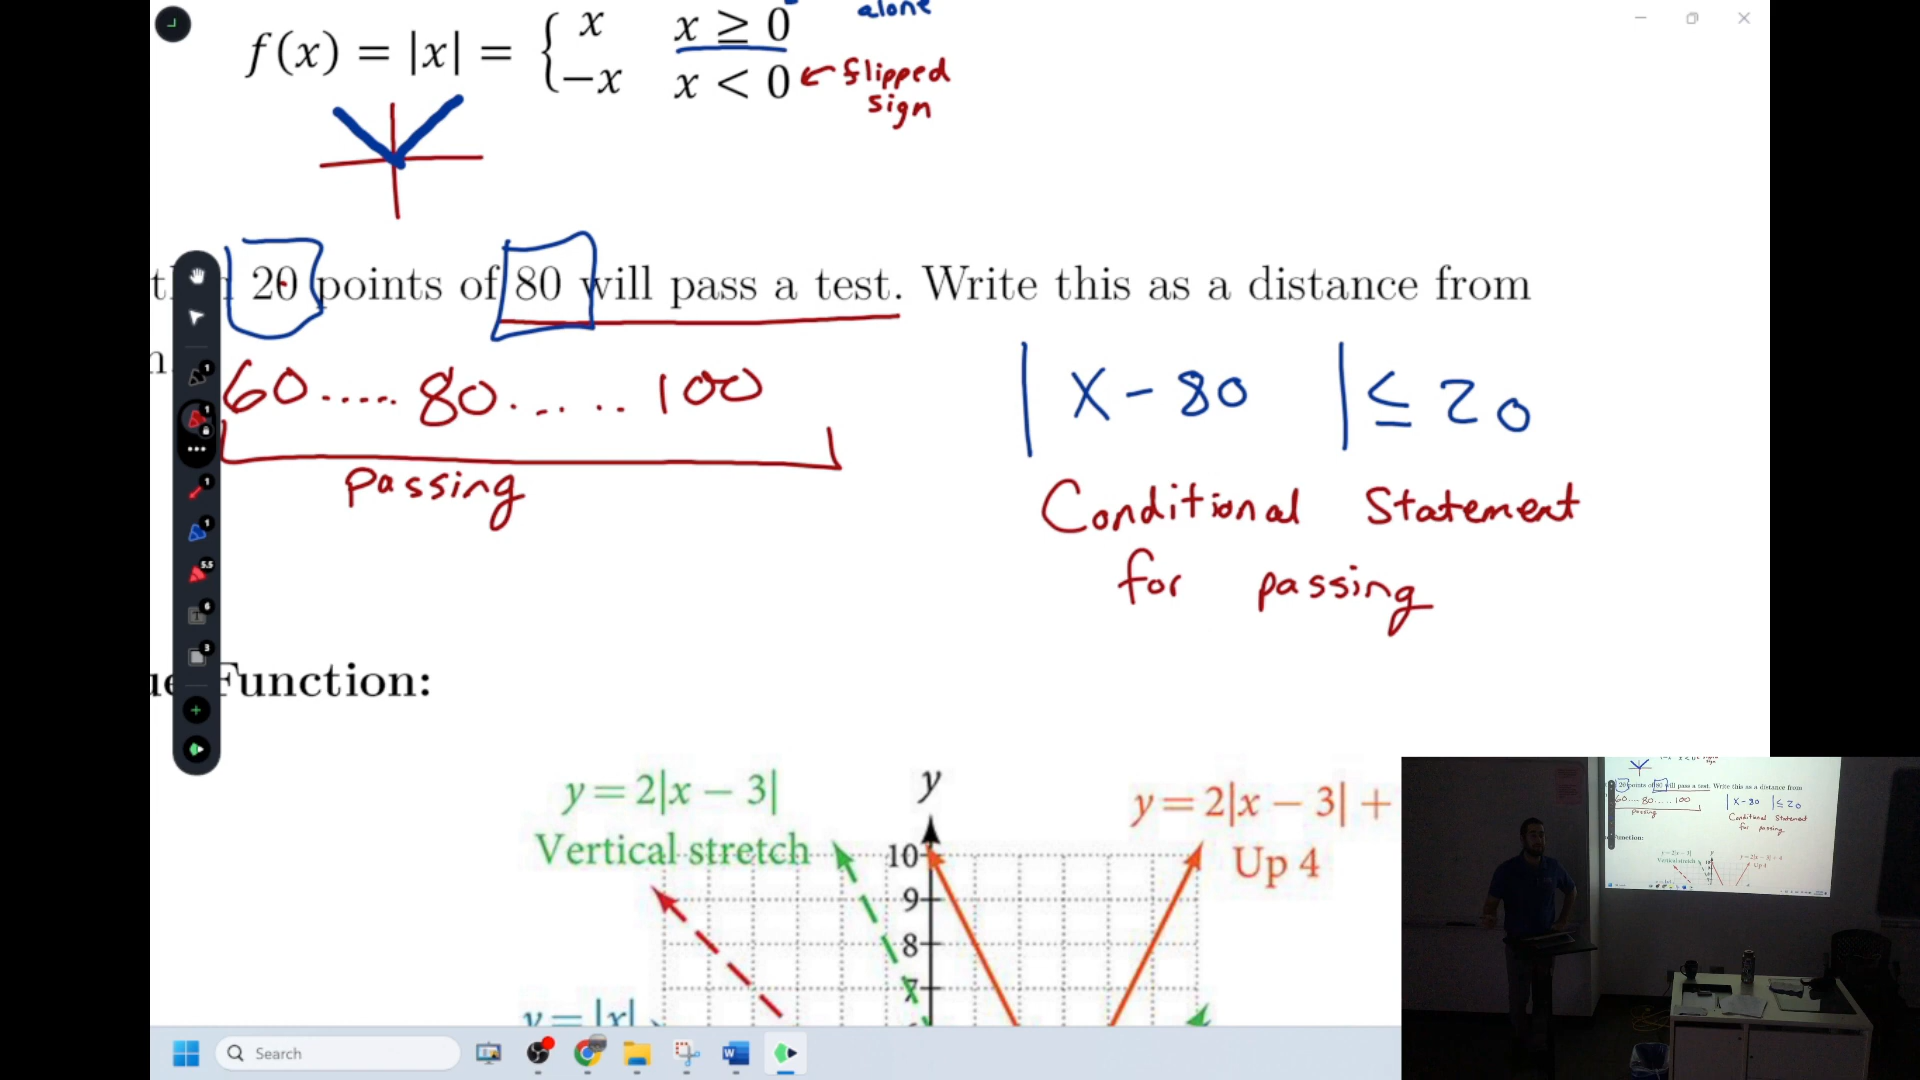 alone
f(x) = |x| = { x x ≥ 0
−x x < 0
flipped
sign
20 points of 80 will pass a test. Write this as a distance from
60 ..... 80 ...... 100
|x - 80 | ≤ 20
Passing
Conditional Statement
for passing
Function:
y = 2|x − 3|
Vertical stretch
y
y = 2|x − 3| +
Up 4
10
9
8
7
y = |x|
Search